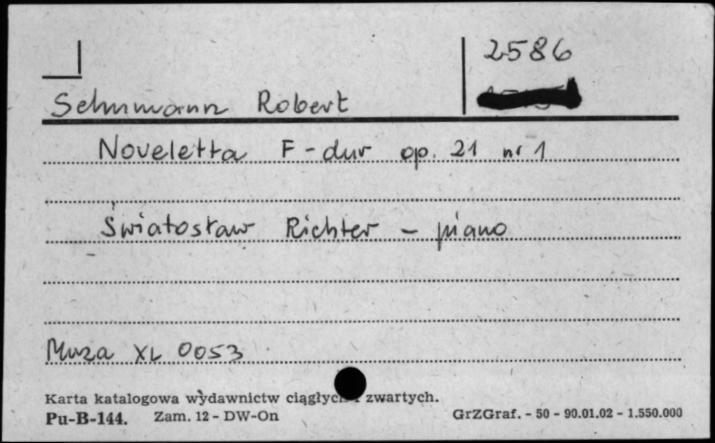 2586
Schumann Robert
Noveletta F-dur op. 21 nr 1
Światosław Richter - piano
Muza XL 0053
Karta katalogowa wydawnictw ciągłych i zwartych.
Pu-B-144. Zam. 12 - DW-On GrZGraf. - 50 - 90.01.02 - 1.550.000